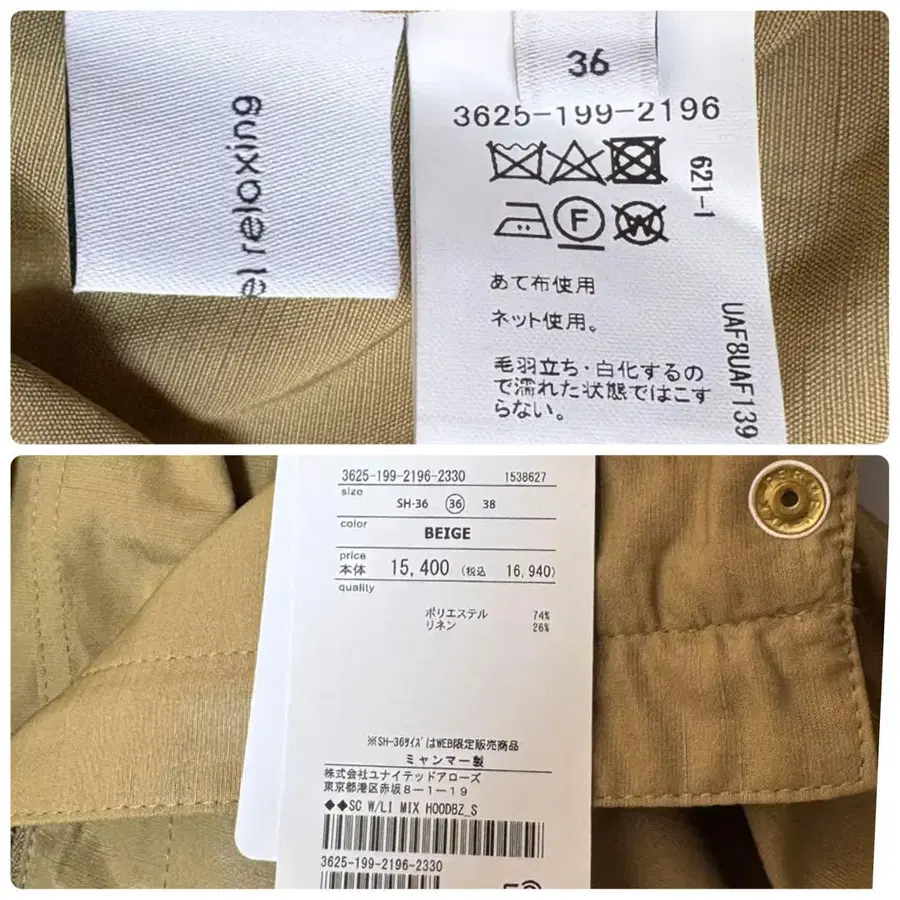 el relaxing
36
3625-199-2196
621-1
F
W
あて布使用
ネット使用。
毛羽立ち・白化するの
で濡れた状態ではこす
らない。
UAF8UAF139
3625-199-2196-2330 1538627
size
SH-36 36 38
color
BEIGE
price
本体 15,400 (税込 16,940)
quality
ポリエステル 74%
リネン 26%
※SH-36サイズはWEB限定販売商品
ミャンマー製
株式会社ユナイテッドアローズ
東京都港区赤坂8-1-19
◆◆SC W/LI MIX HOODBZ_S
3625-199-2196-2330